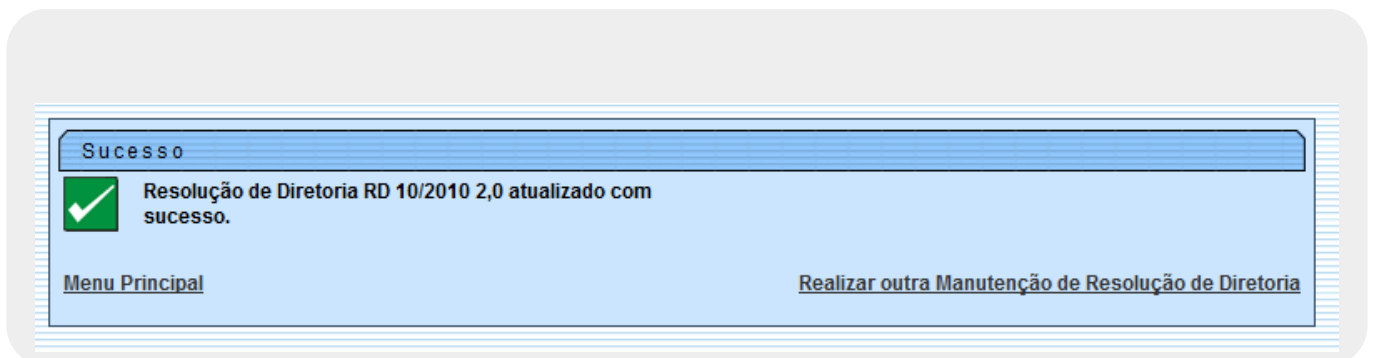 Sucesso
Resolução de Diretoria RD 10/2010 2,0 atualizado com
sucesso.
Menu Principal
Realizar outra Manutenção de Resolução de Diretoria